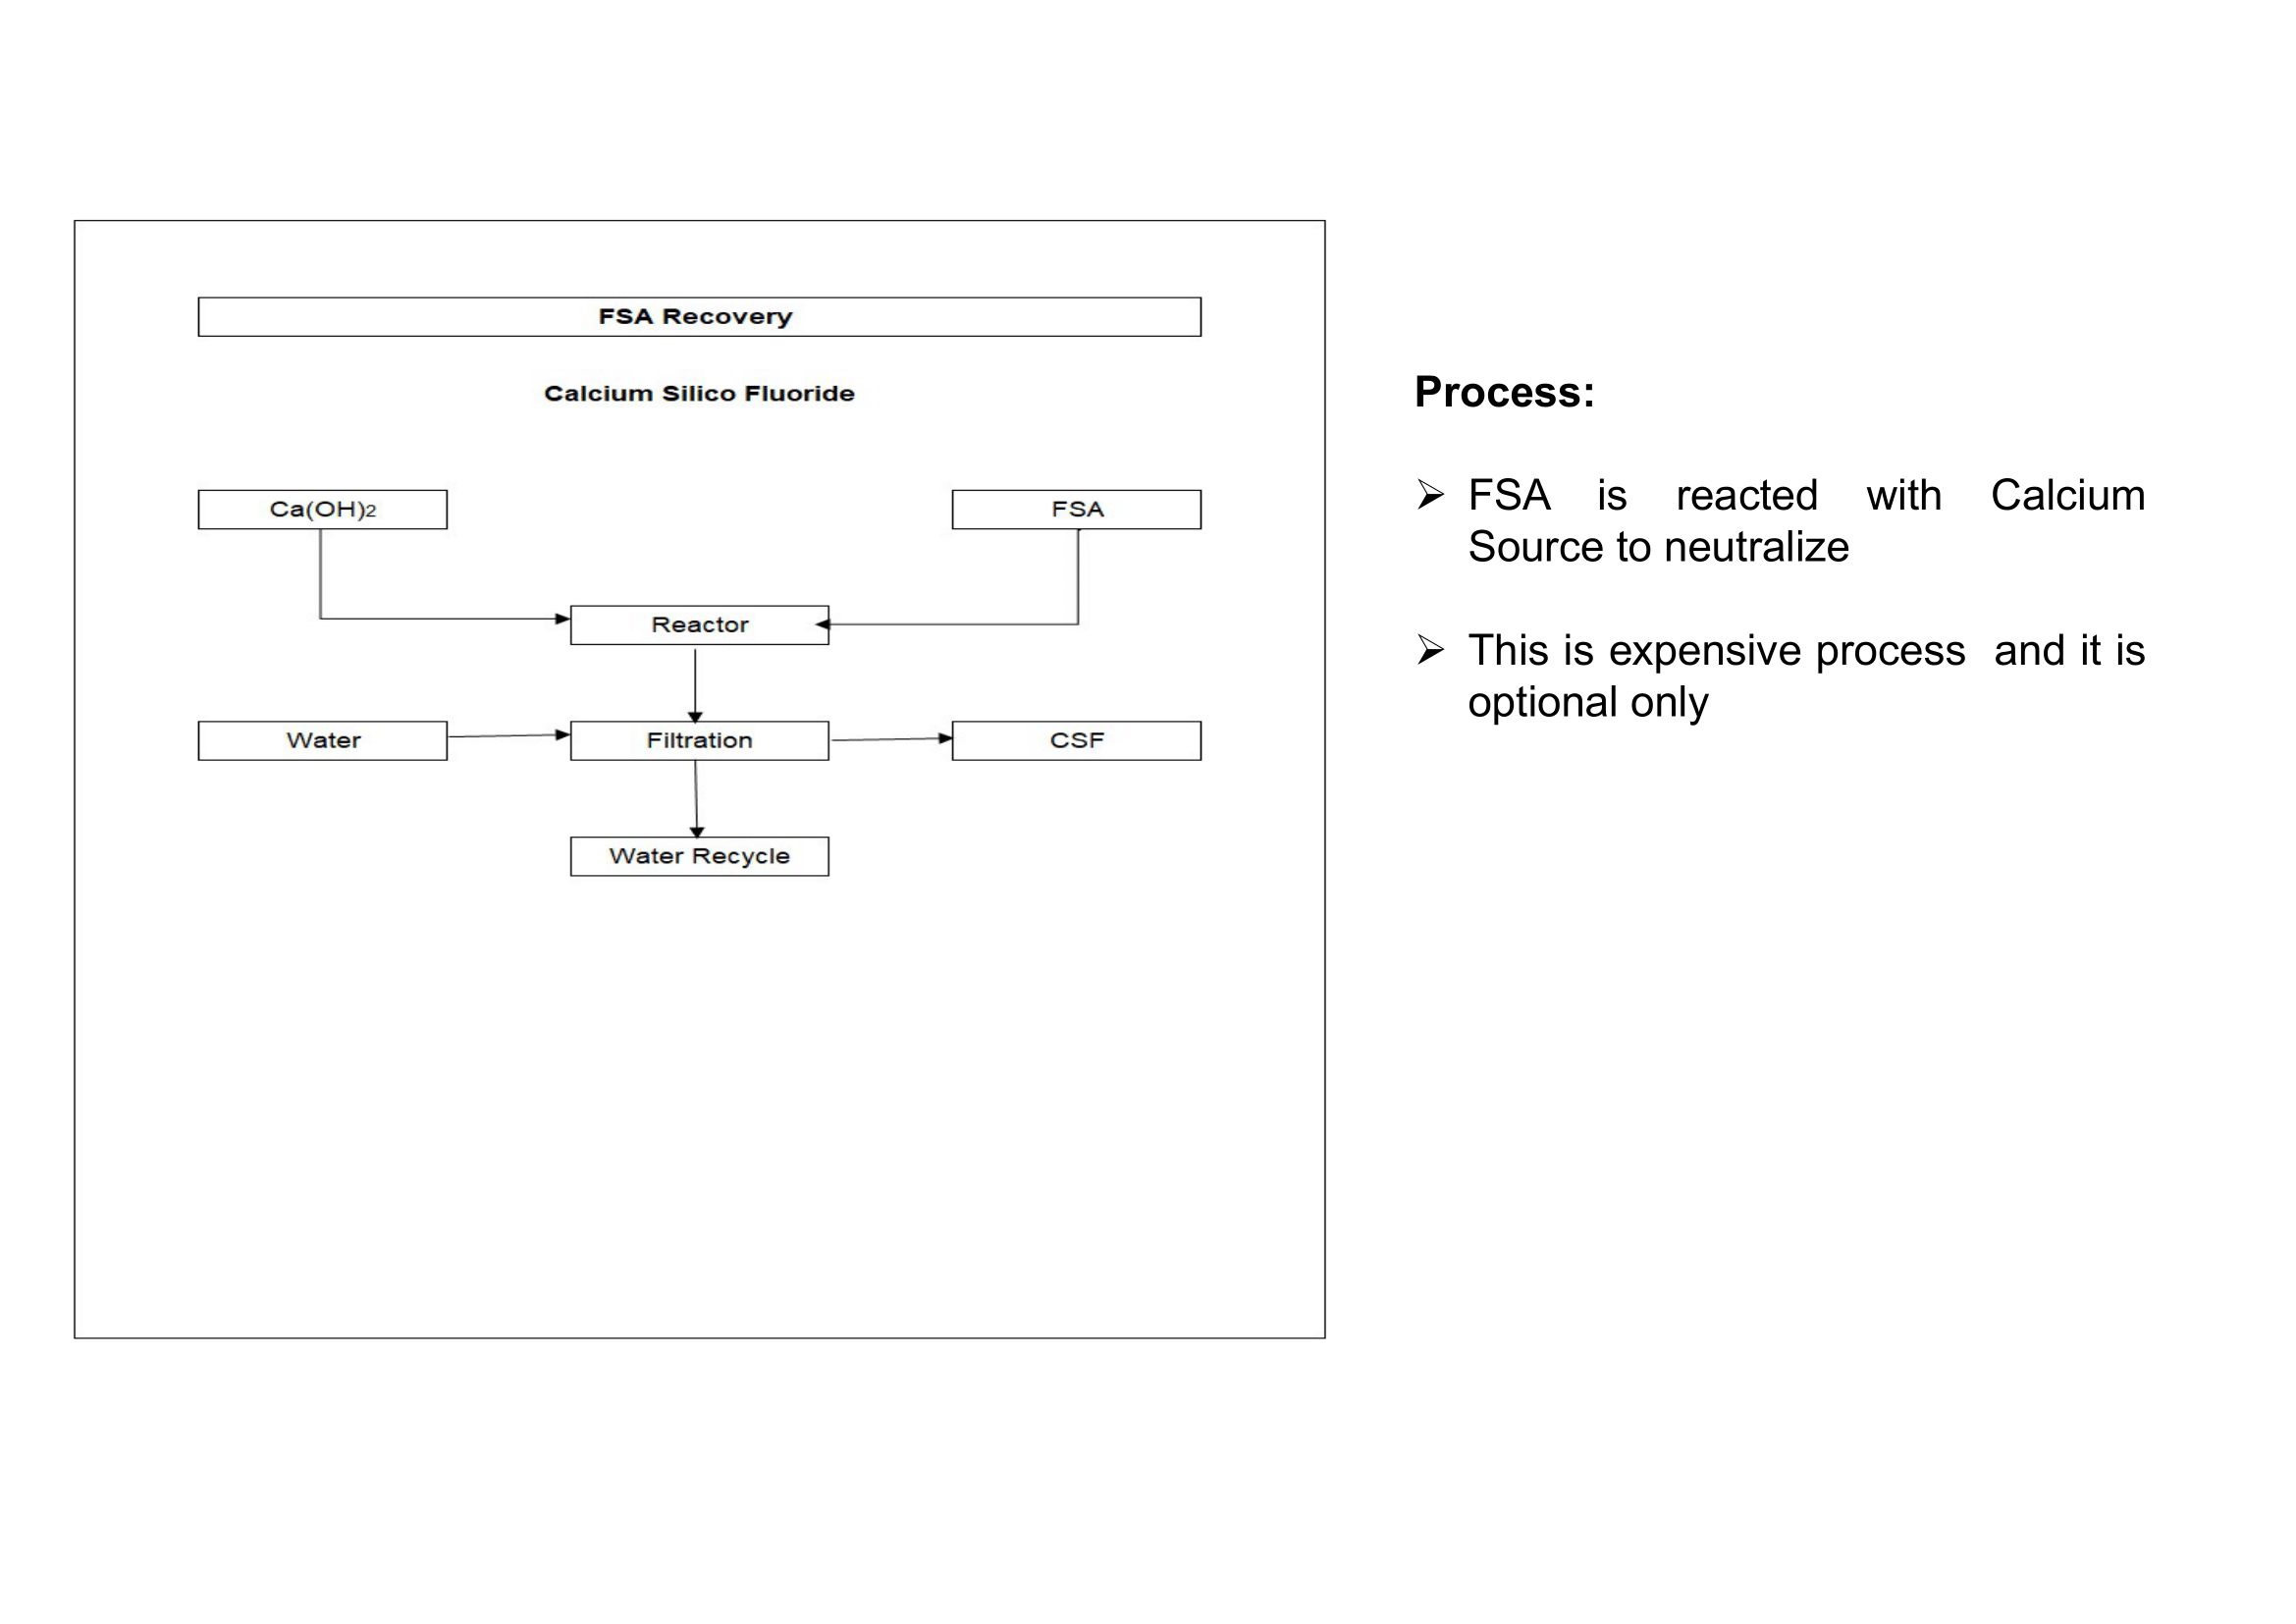 FSA Recovery
Calcium Silico Fluoride
Ca(OH)2
FSA
Reactor
Water
Filtration
CSF
Water Recycle
Process:
FSA is reacted with Calcium
Source to neutralize
This is expensive process  and it is
optional only